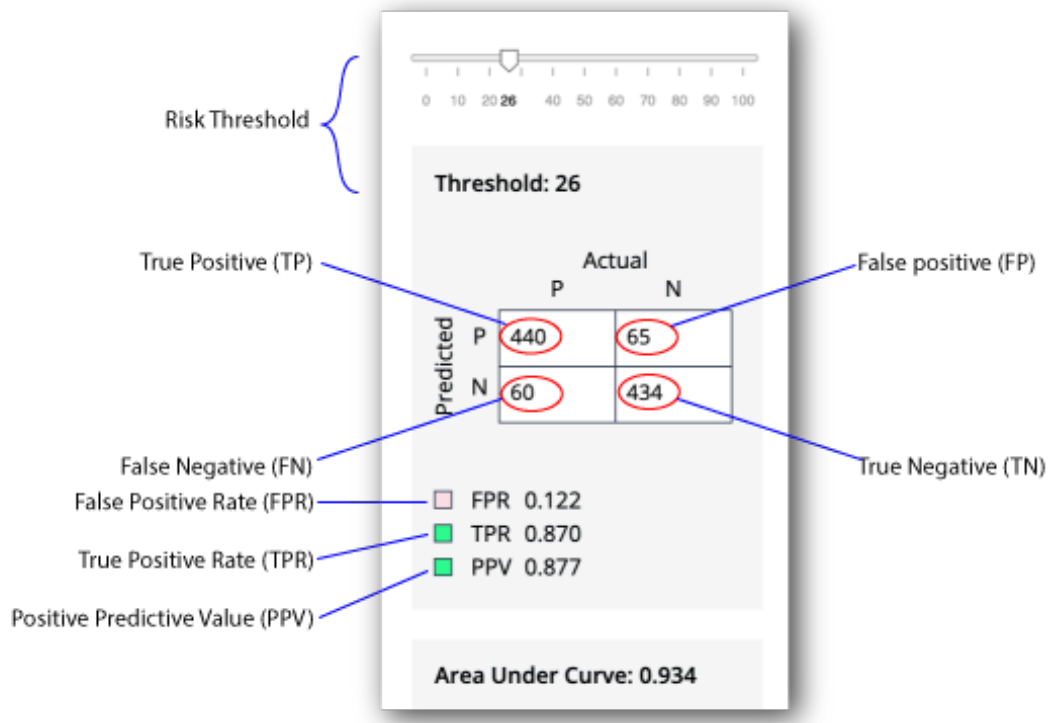 0 10 20 26 40 50 60 70 80 90 100
Risk Threshold
Threshold: 26
True Positive (TP)
Actual
False positive (FP)
P N
Predicted
P 440 65
N 60 434
False Negative (FN)
True Negative (TN)
False Positive Rate (FPR)
FPR 0.122
True Positive Rate (TPR)
TPR 0.870
Positive Predictive Value (PPV)
PPV 0.877
Area Under Curve: 0.934